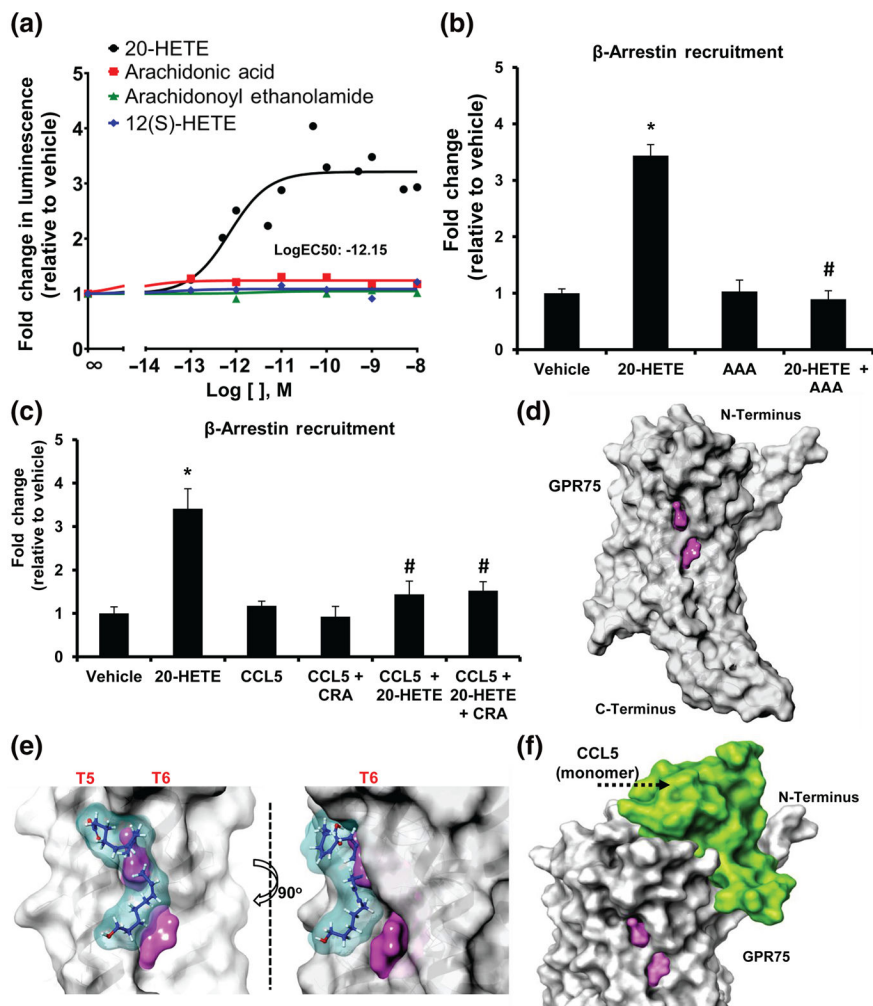 (a)
20-HETE
Arachidonic acid
Arachidonoyl ethanolamide
12(S)-HETE
Fold change in luminescence
(relative to vehicle)
5
4
3
2
1
0
LogEC50: -12.15
∞ −14 −13 −12 −11 −10 −9 −8
Log [ ], M
(b)
β-Arrestin recruitment
Fold change
(relative to vehicle)
5
4
3
2
1
0
*
#
Vehicle 20-HETE AAA 20-HETE +
AAA
(c)
β-Arrestin recruitment
Fold change
(relative to vehicle)
5
4
3
2
1
0
*
# #
Vehicle 20-HETE CCL5 CCL5 + CCL5 + CCL5 +
CRA 20-HETE 20-HETE
+ CRA
(d)
N-Terminus
GPR75
C-Terminus
(e)
T5 T6
T6
90°
(f)
CCL5
(monomer)
N-Terminus
GPR75